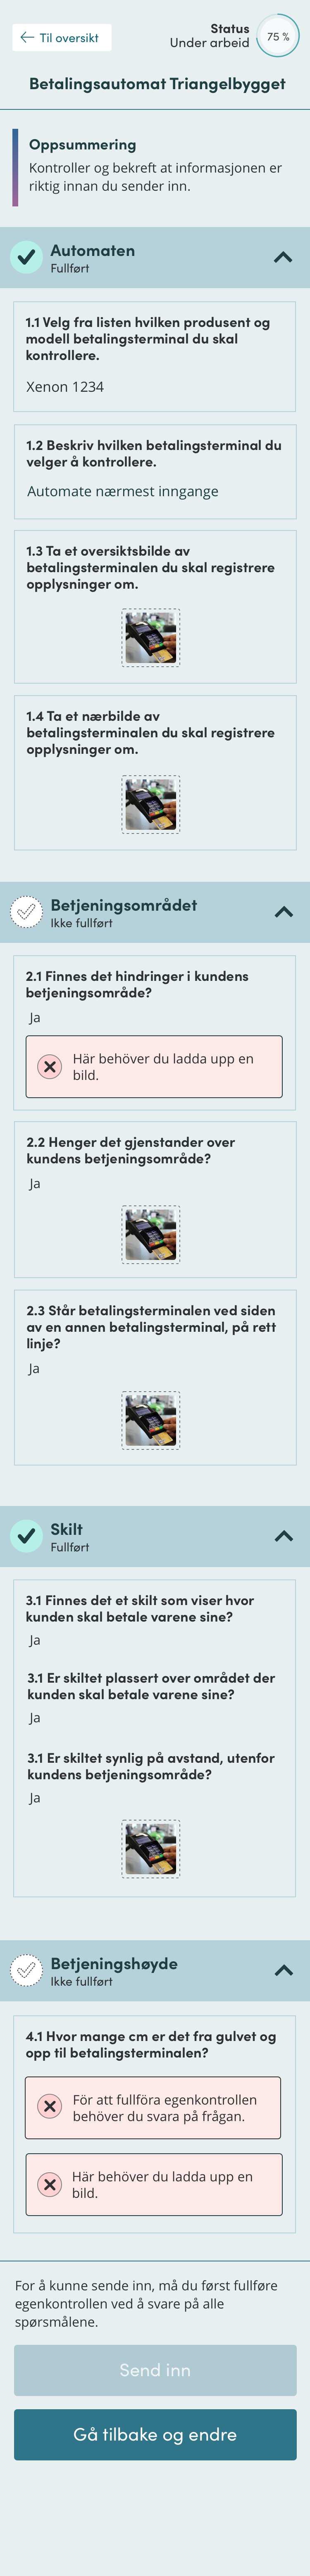 Til oversikt
Status
Under arbeid
75 %
Betalingsautomat Triangelbygget
Oppsummering
Kontroller og bekreft at informasjonen er
riktig innan du sender inn.
Automaten
Fullført
1.1 Velg fra listen hvilken produsent og
modell betalingsterminal du skal
kontrollere.
Xenon 1234
1.2 Beskriv hvilken betalingsterminal du
velger å kontrollere.
Automate nærmest inngange
1.3 Ta et oversiktsbilde av
betalingsterminalen du skal registrere
opplysninger om.
1.4 Ta et nærbilde av
betalingsterminalen du skal registrere
opplysninger om.
Betjeningsområdet
Ikke fullført
2.1 Finnes det hindringer i kundens
betjeningsområde?
Ja
Här behöver du ladda upp en
bild.
2.2 Henger det gjenstander over
kundens betjeningsområde?
Ja
2.3 Står betalingsterminalen ved siden
av en annen betalingsterminal, på rett
linje?
Ja
Skilt
Fullført
3.1 Finnes det et skilt som viser hvor
kunden skal betale varene sine?
Ja
3.1 Er skiltet plassert over området der
kunden skal betale varene sine?
Ja
3.1 Er skiltet synlig på avstand, utenfor
kundens betjeningsområde?
Ja
Betjeningshøyde
Ikke fullført
4.1 Hvor mange cm er det fra gulvet og
opp til betalingsterminalen?
För att fullföra egenkontrollen
behöver du svara på frågan.
Här behöver du ladda upp en
bild.
For å kunne sende inn, må du først fullføre
egenkontrollen ved å svare på alle
spørsmålene.
Send inn
Gå tilbake og endre